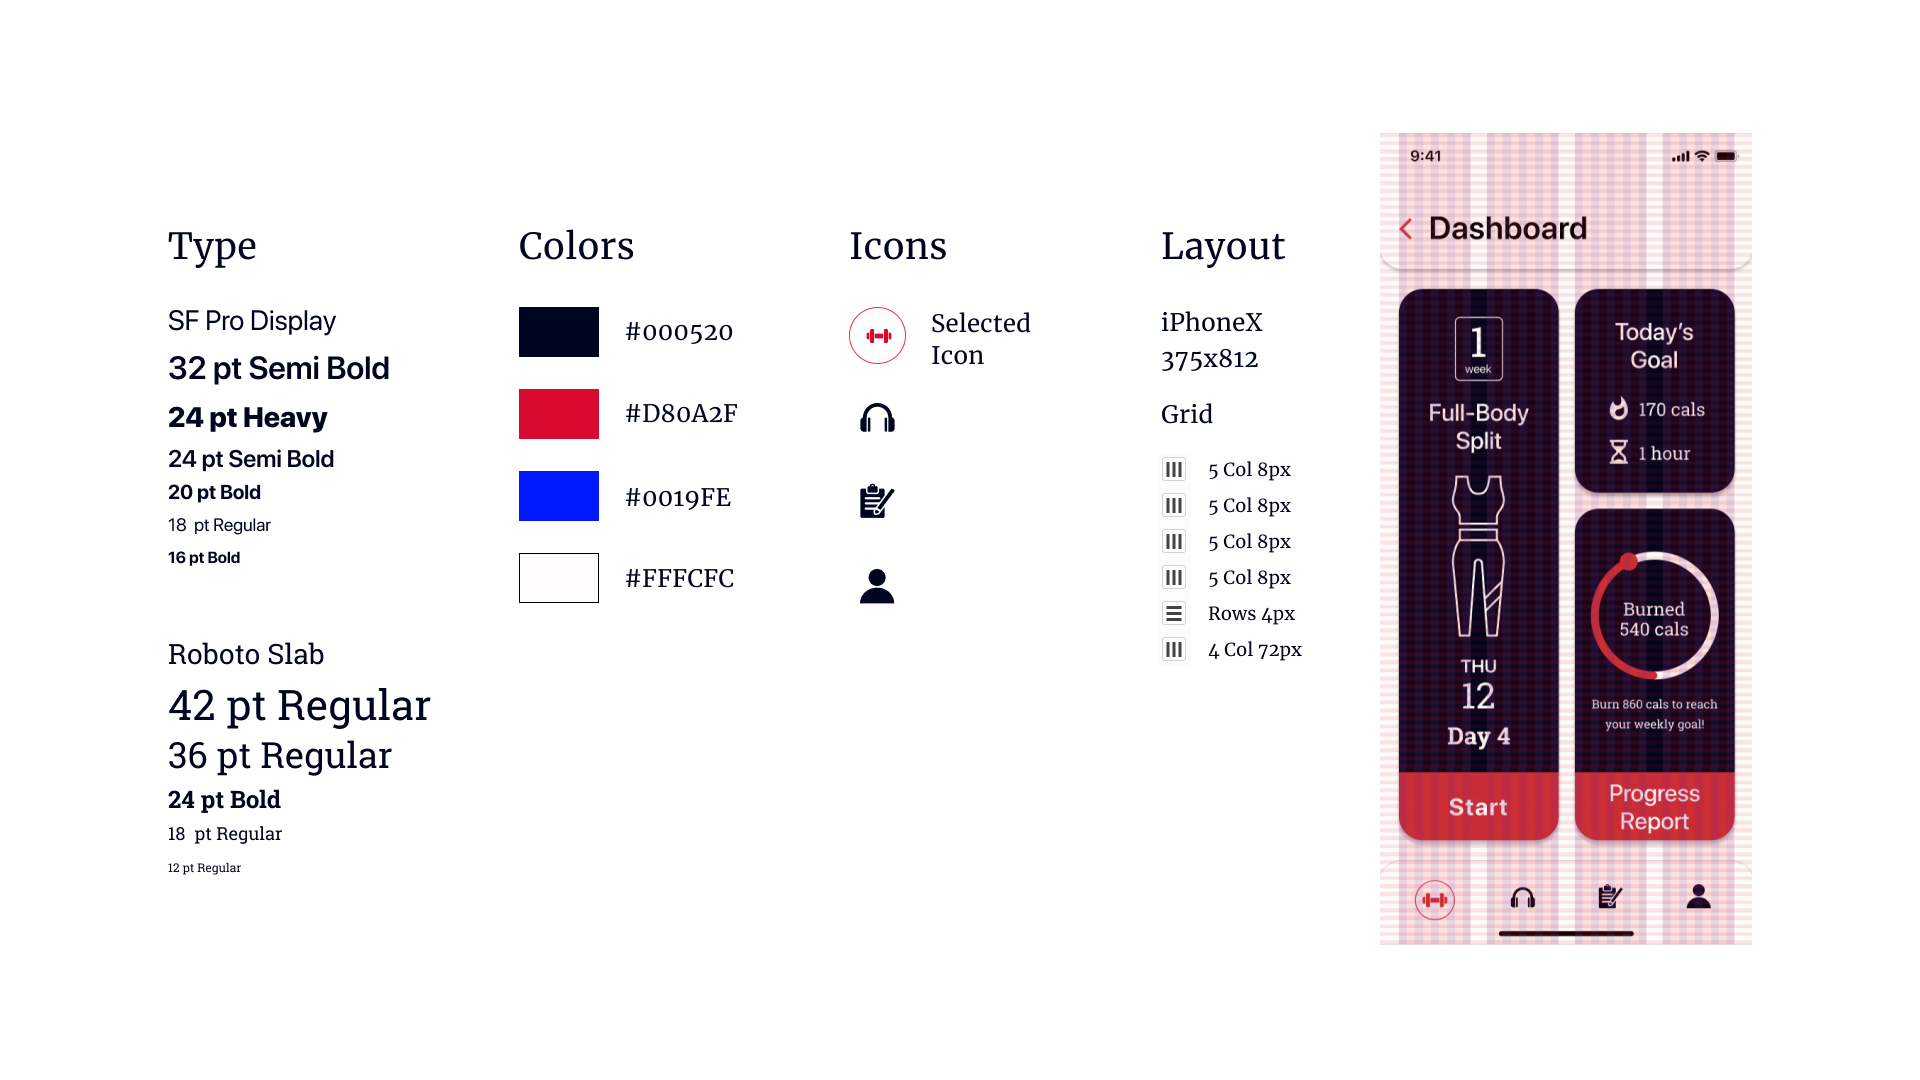 Type
SF Pro Display
32 pt Semi Bold
24 pt Heavy
24 pt Semi Bold
20 pt Bold
18 pt Regular
16 pt Bold
Roboto Slab
42 pt Regular
36 pt Regular
24 pt Bold
18 pt Regular
12 pt Regular
Colors
#000520
#D80A2F
#0019FE
#FFFCFC
Icons
Selected
Icon
Layout
iPhoneX
375x812
Grid
5 Col 8px
5 Col 8px
5 Col 8px
5 Col 8px
Rows 4px
4 Col 72px
9:41
Dashboard
1
week
Full-Body
Split
THU
12
Day 4
Start
Today’s
Goal
170 cals
1 hour
Burned
540 cals
Burn 860 cals to reach
your weekly goal!
Progress
Report